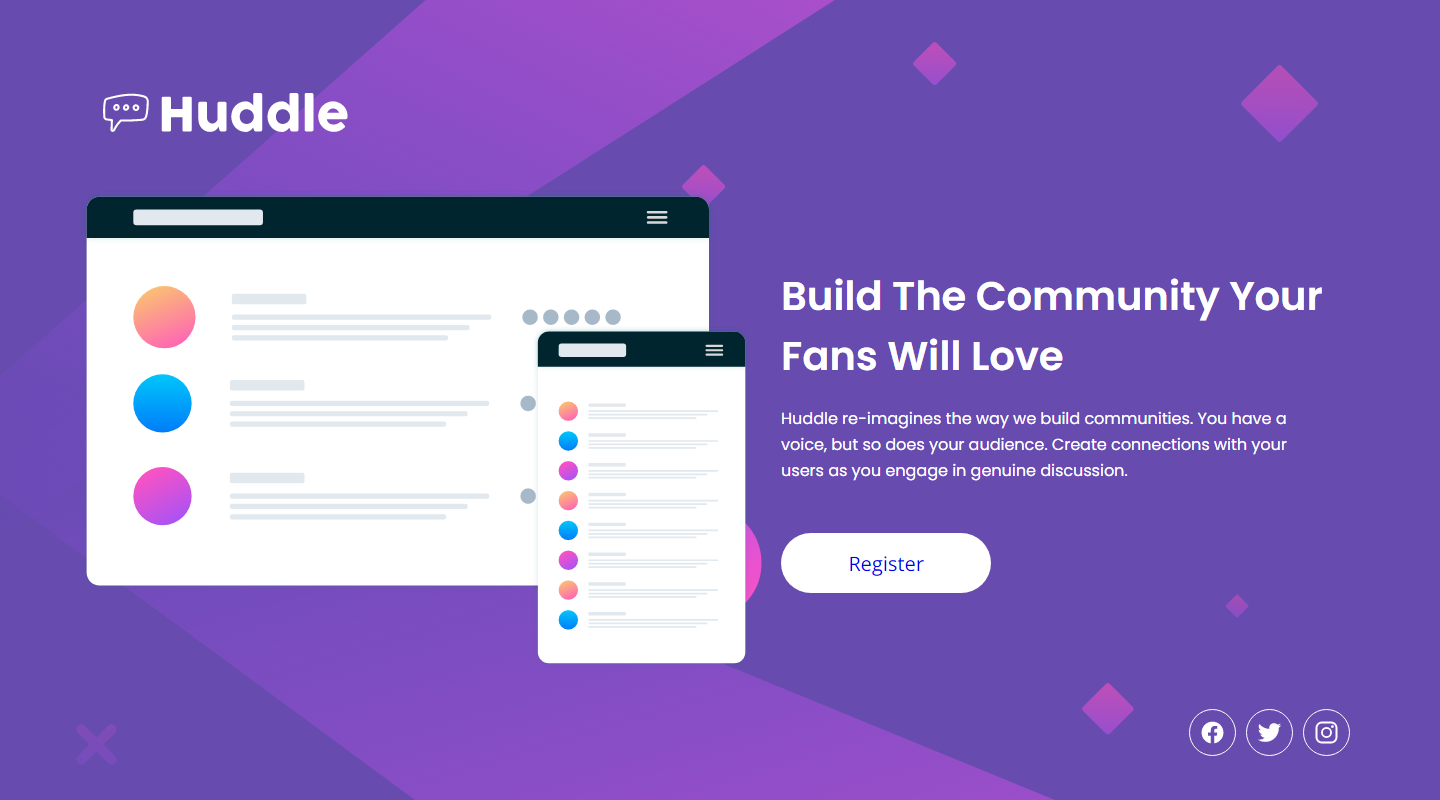 Huddle
Build The Community Your
Fans Will Love
Huddle re-imagines the way we build communities. You have a
voice, but so does your audience. Create connections with your
users as you engage in genuine discussion.
Register